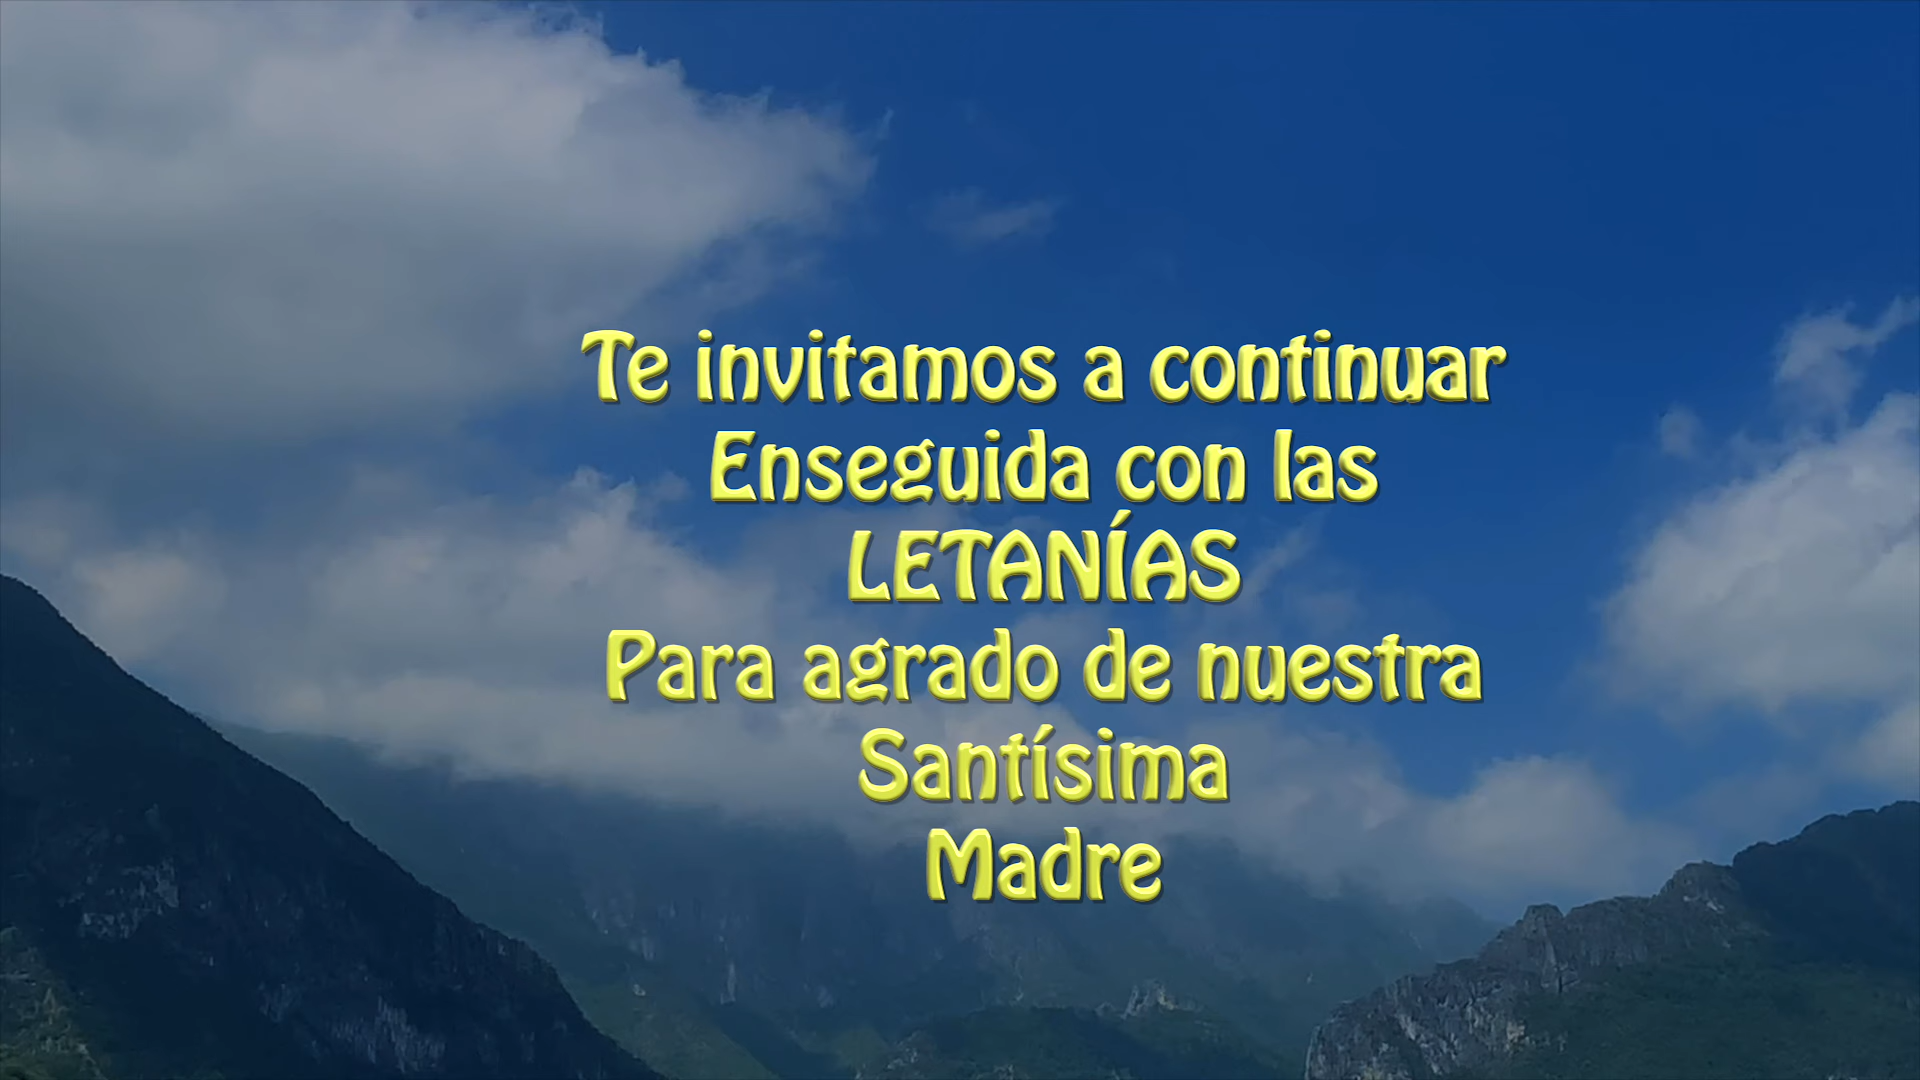 Te invitamos a continuar
Enseguida con las
LETANÍAS
Para agrado de nuestra
Santísima
Madre